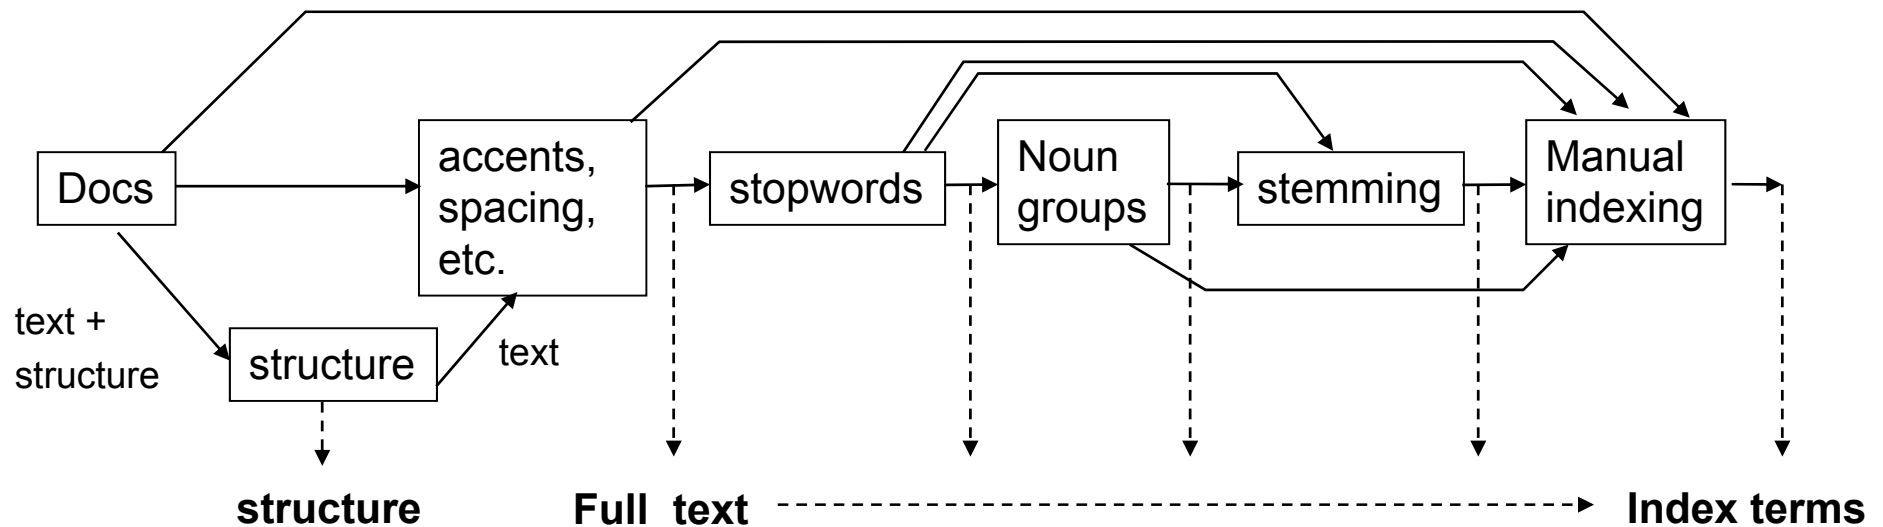 Docs
accents,
spacing,
etc.
stopwords
Noun
groups
stemming
Manual
indexing
text +
structure
structure
text
structure
Full text
Index terms